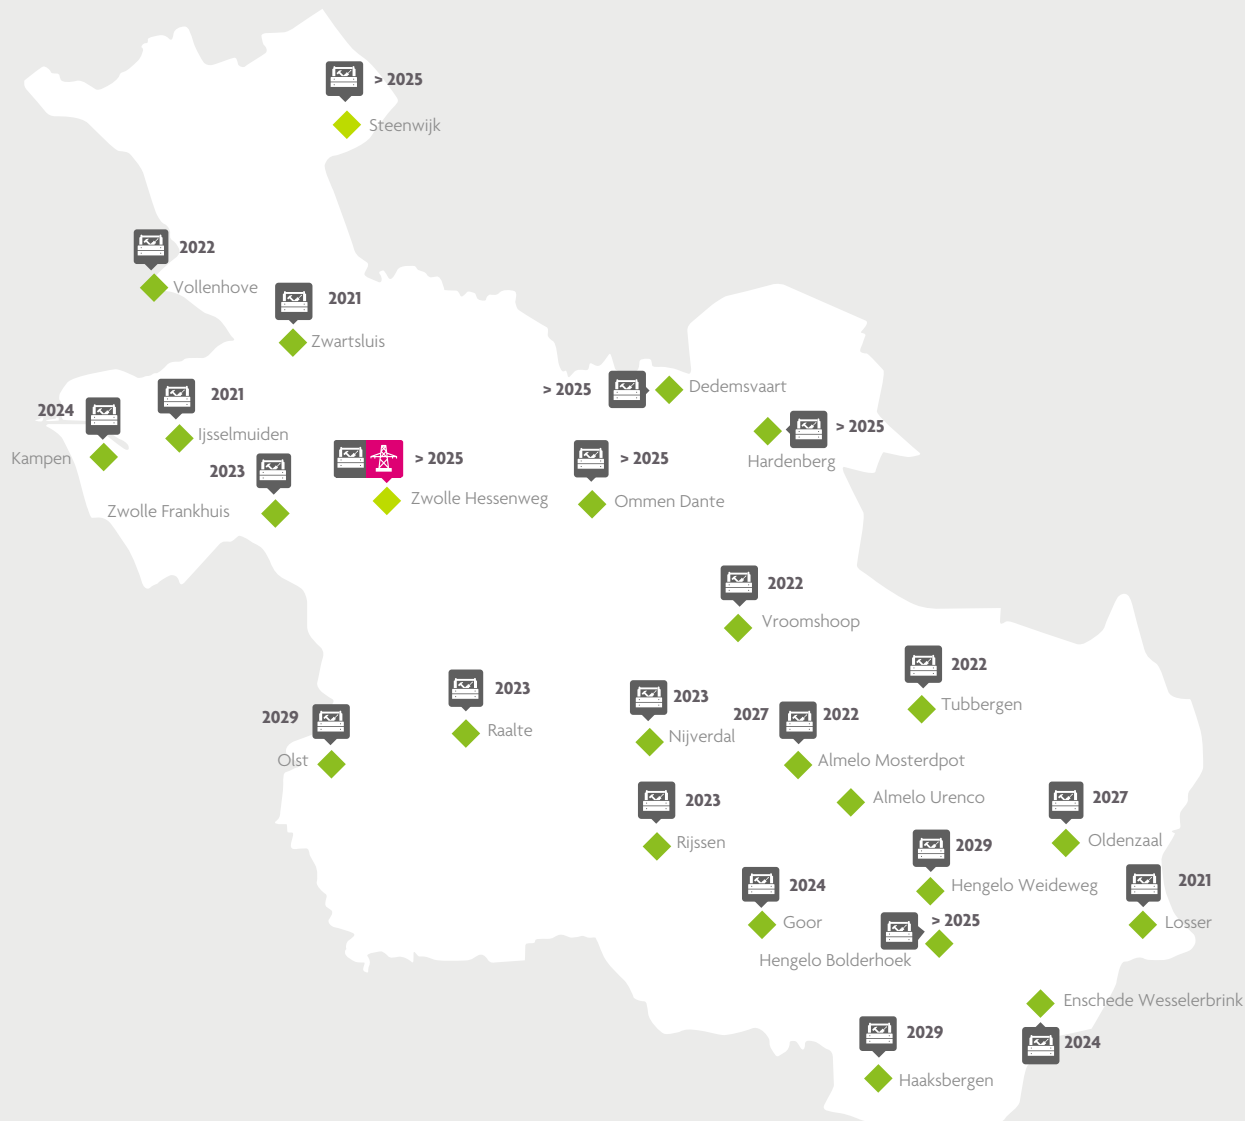 > 2025
Steenwijk
2022
Vollenhove
2021
Zwartsluis
> 2025
Dedemsvaart
2021
Ijsselmuiden
2024
Kampen
> 2025
Hardenberg
2023
Zwolle Frankhuis
> 2025
Zwolle Hessenweg
> 2025
Ommen Dante
2022
Vroomshoop
2022
Tubbergen
2023
Raalte
2029
Olst
2023
Nijverdal
2027
2022
Almelo Mosterdpot
Almelo Urenco
2023
Rijssen
2027
Oldenzaal
2029
Hengelo Weideweg
2024
Goor
2021
Losser
> 2025
Hengelo Bolderhoek
Enschede Wesselerbrink
2024
2029
Haaksbergen